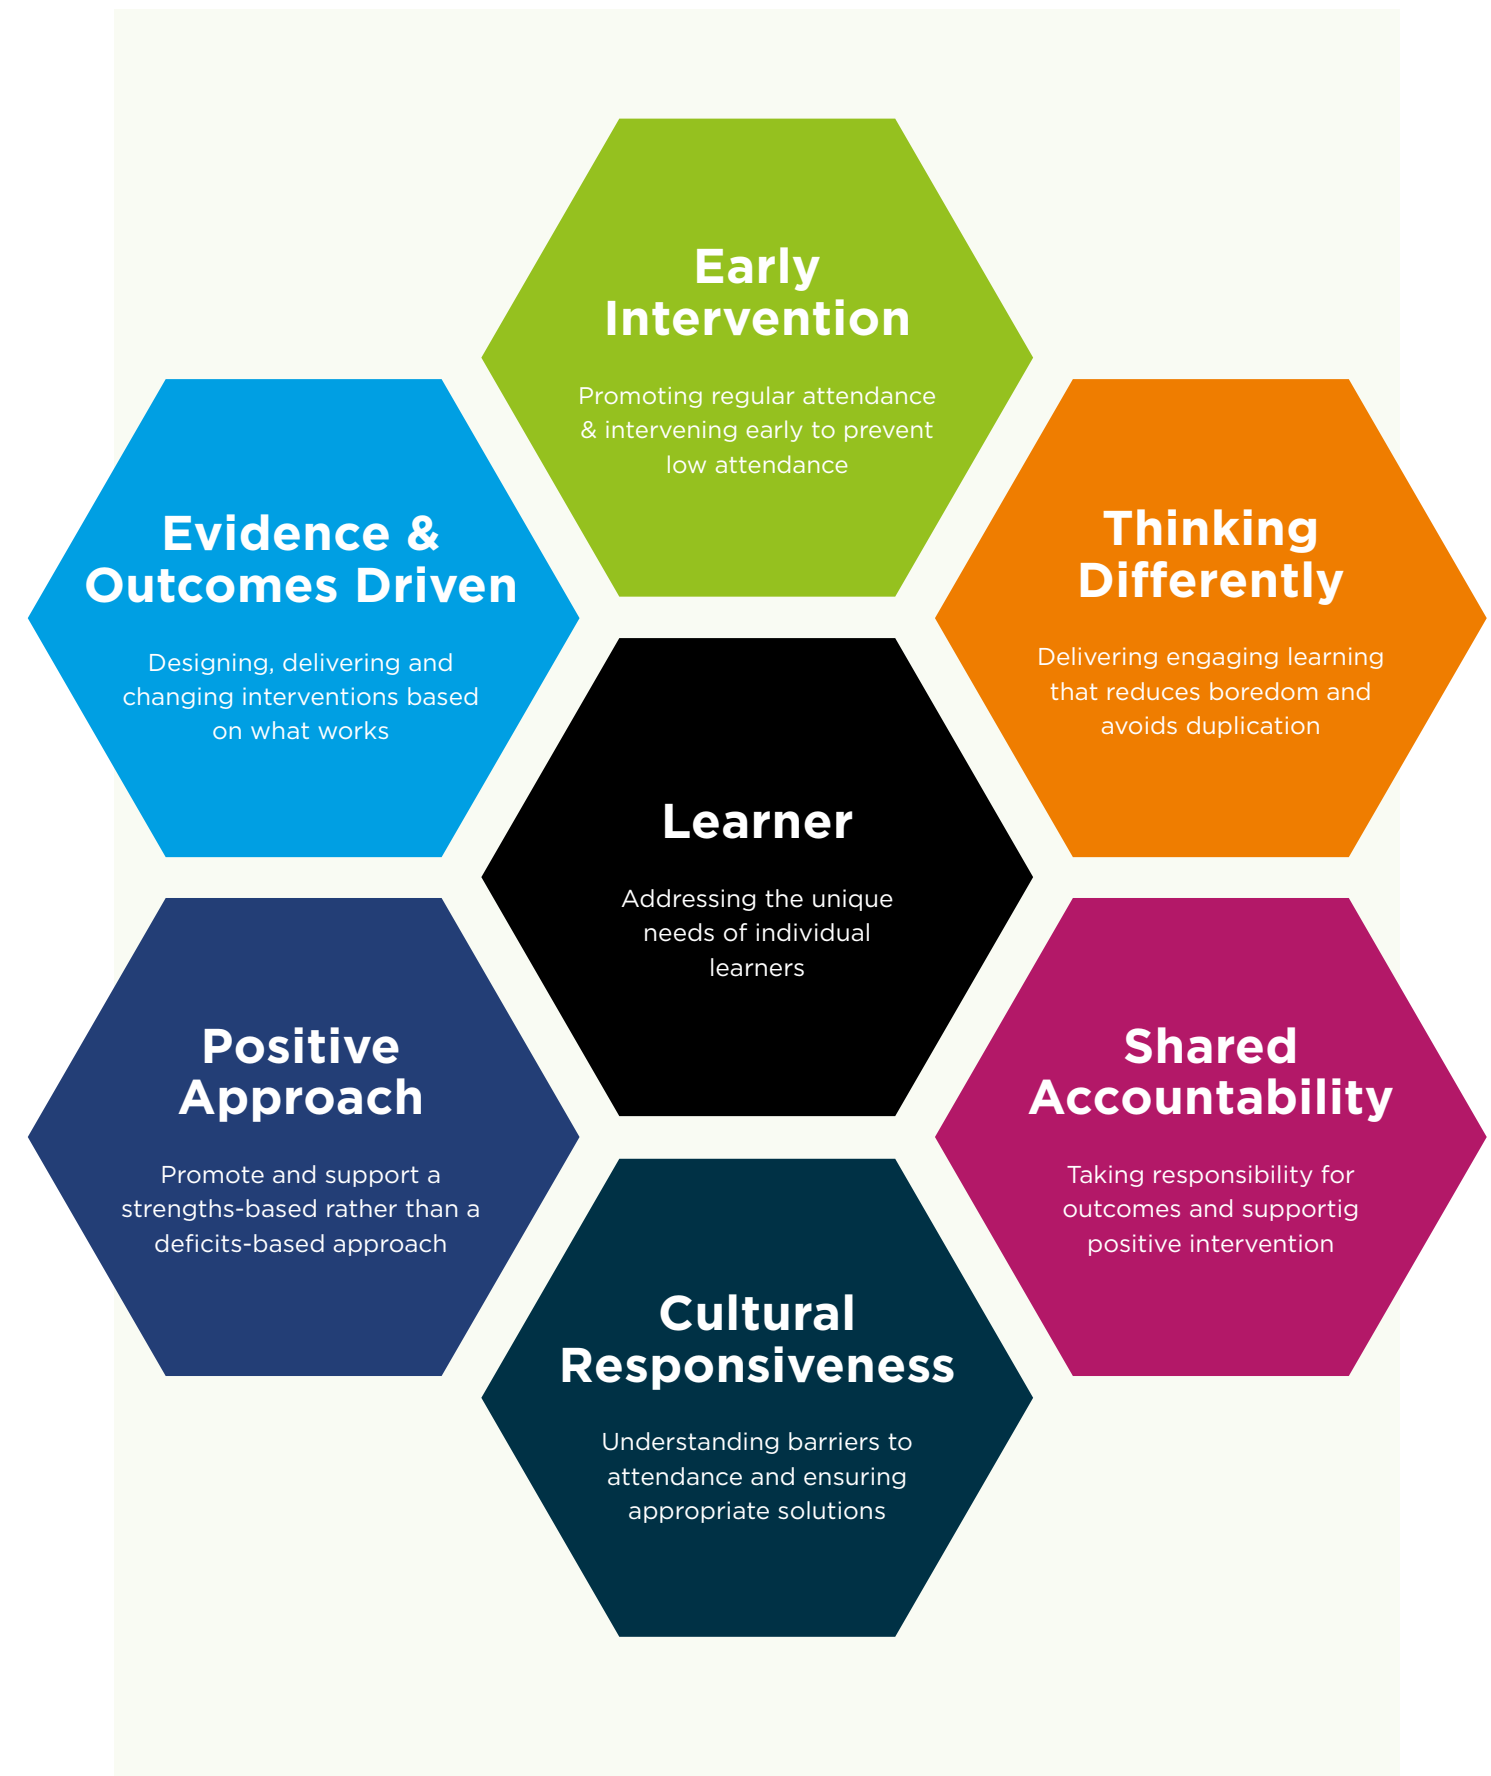 Early
Intervention
Promoting regular attendance
& intervening early to prevent
low attendance
Evidence &
Outcomes Driven
Designing, delivering and
changing interventions based
on what works
Thinking
Differently
Delivering engaging learning
that reduces boredom and
avoids duplication
Learner
Addressing the unique
needs of individual
learners
Positive
Approach
Promote and support a
strengths-based rather than a
deficits-based approach
Shared
Accountability
Taking responsibility for
outcomes and supportig
positive intervention
Cultural
Responsiveness
Understanding barriers to
attendance and ensuring
appropriate solutions